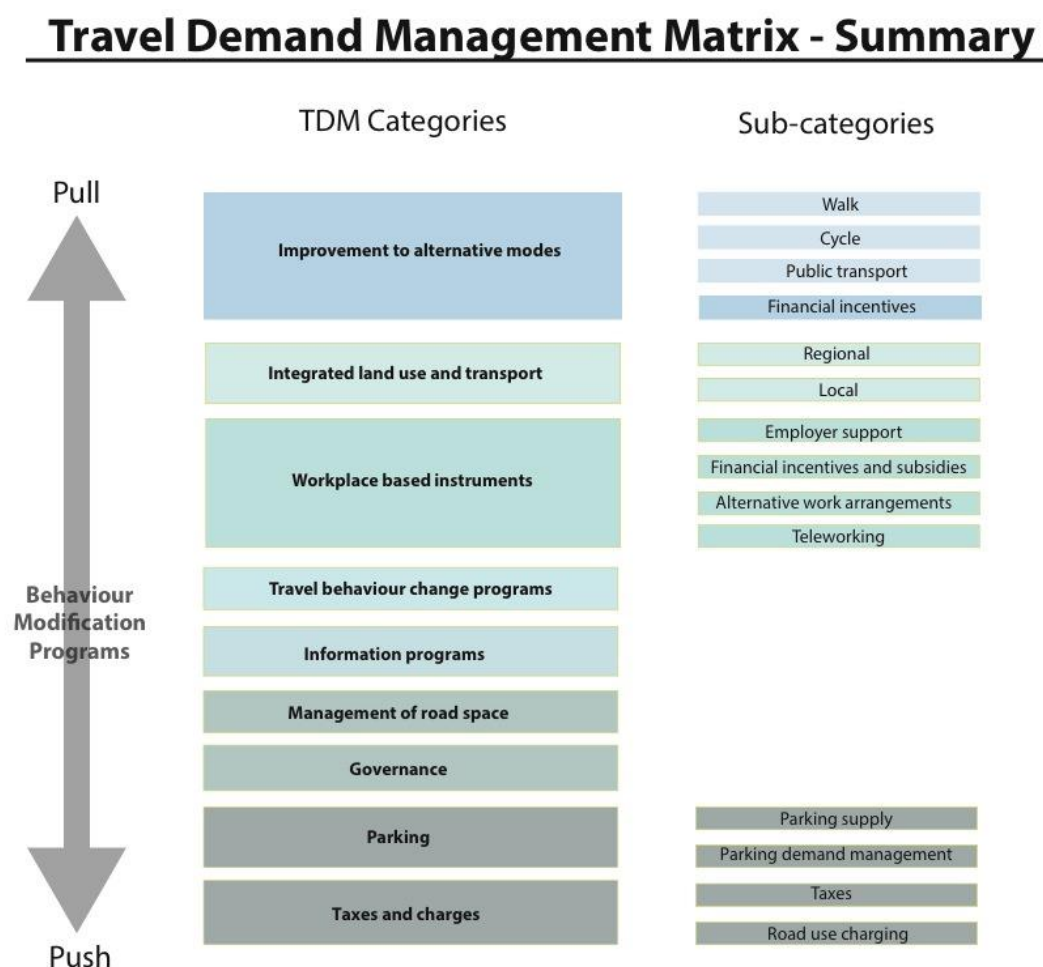 Travel Demand Management Matrix - Summary
TDM Categories
Sub-categories
Pull
Behaviour
Modification
Programs
Push
Improvement to alternative modes
Walk
Cycle
Public transport
Financial incentives
Integrated land use and transport
Regional
Local
Workplace based instruments
Employer support
Financial incentives and subsidies
Alternative work arrangements
Teleworking
Travel behaviour change programs
Information programs
Management of road space
Governance
Parking
Parking supply
Parking demand management
Taxes and charges
Taxes
Road use charging